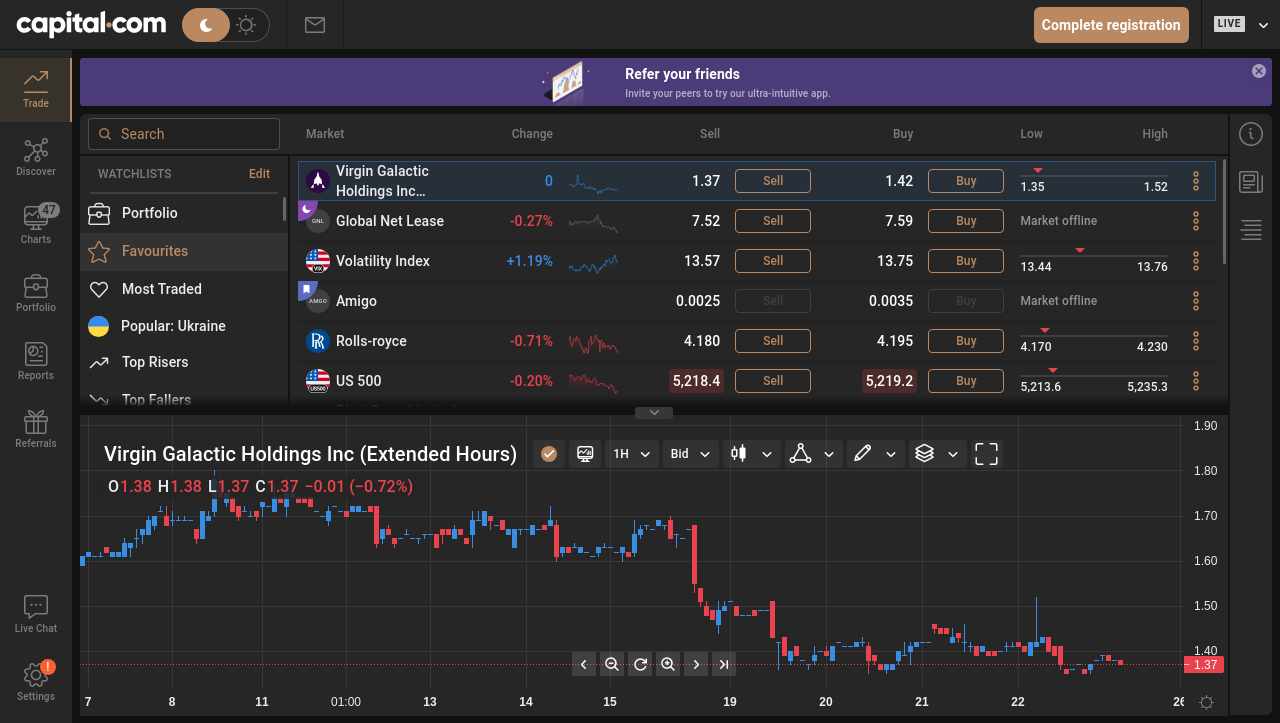 capital.com
Complete registration
LIVE
Refer your friends
Invite your peers to try our ultra-intuitive app.
Trade
Discover
47
Charts
Portfolio
Reports
Referrals
Live Chat
!
Settings
Search
WATCHLISTS Edit
Portfolio
Favourites
Most Traded
Popular: Ukraine
Top Risers
Top Fallers
Market Change Sell Buy Low High
Virgin Galactic
Holdings Inc... 0 1.37 Sell 1.42 Buy 1.35 1.52
GNL Global Net Lease -0.27% 7.52 Sell 7.59 Buy Market offline
VIX Volatility Index +1.19% 13.57 Sell 13.75 Buy 13.44 13.76
AMGO Amigo 0.0025 Sell 0.0035 Buy Market offline
Rolls-royce -0.71% 4.180 Sell 4.195 Buy 4.170 4.230
US500 US 500 -0.20% 5,218.4 Sell 5,219.2 Buy 5,213.6 5,235.3
Virgin Galactic Holdings Inc (Extended Hours) 1H Bid
O1.38 H1.38 L1.37 C1.37 −0.01 (−0.72%)
1.90
1.80
1.70
1.60
1.50
1.40
1.37
7 8 11 01:00 13 14 15 19 20 21 22 26